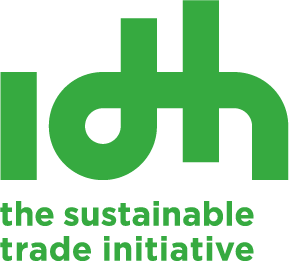 idh
the sustainable
trade initiative